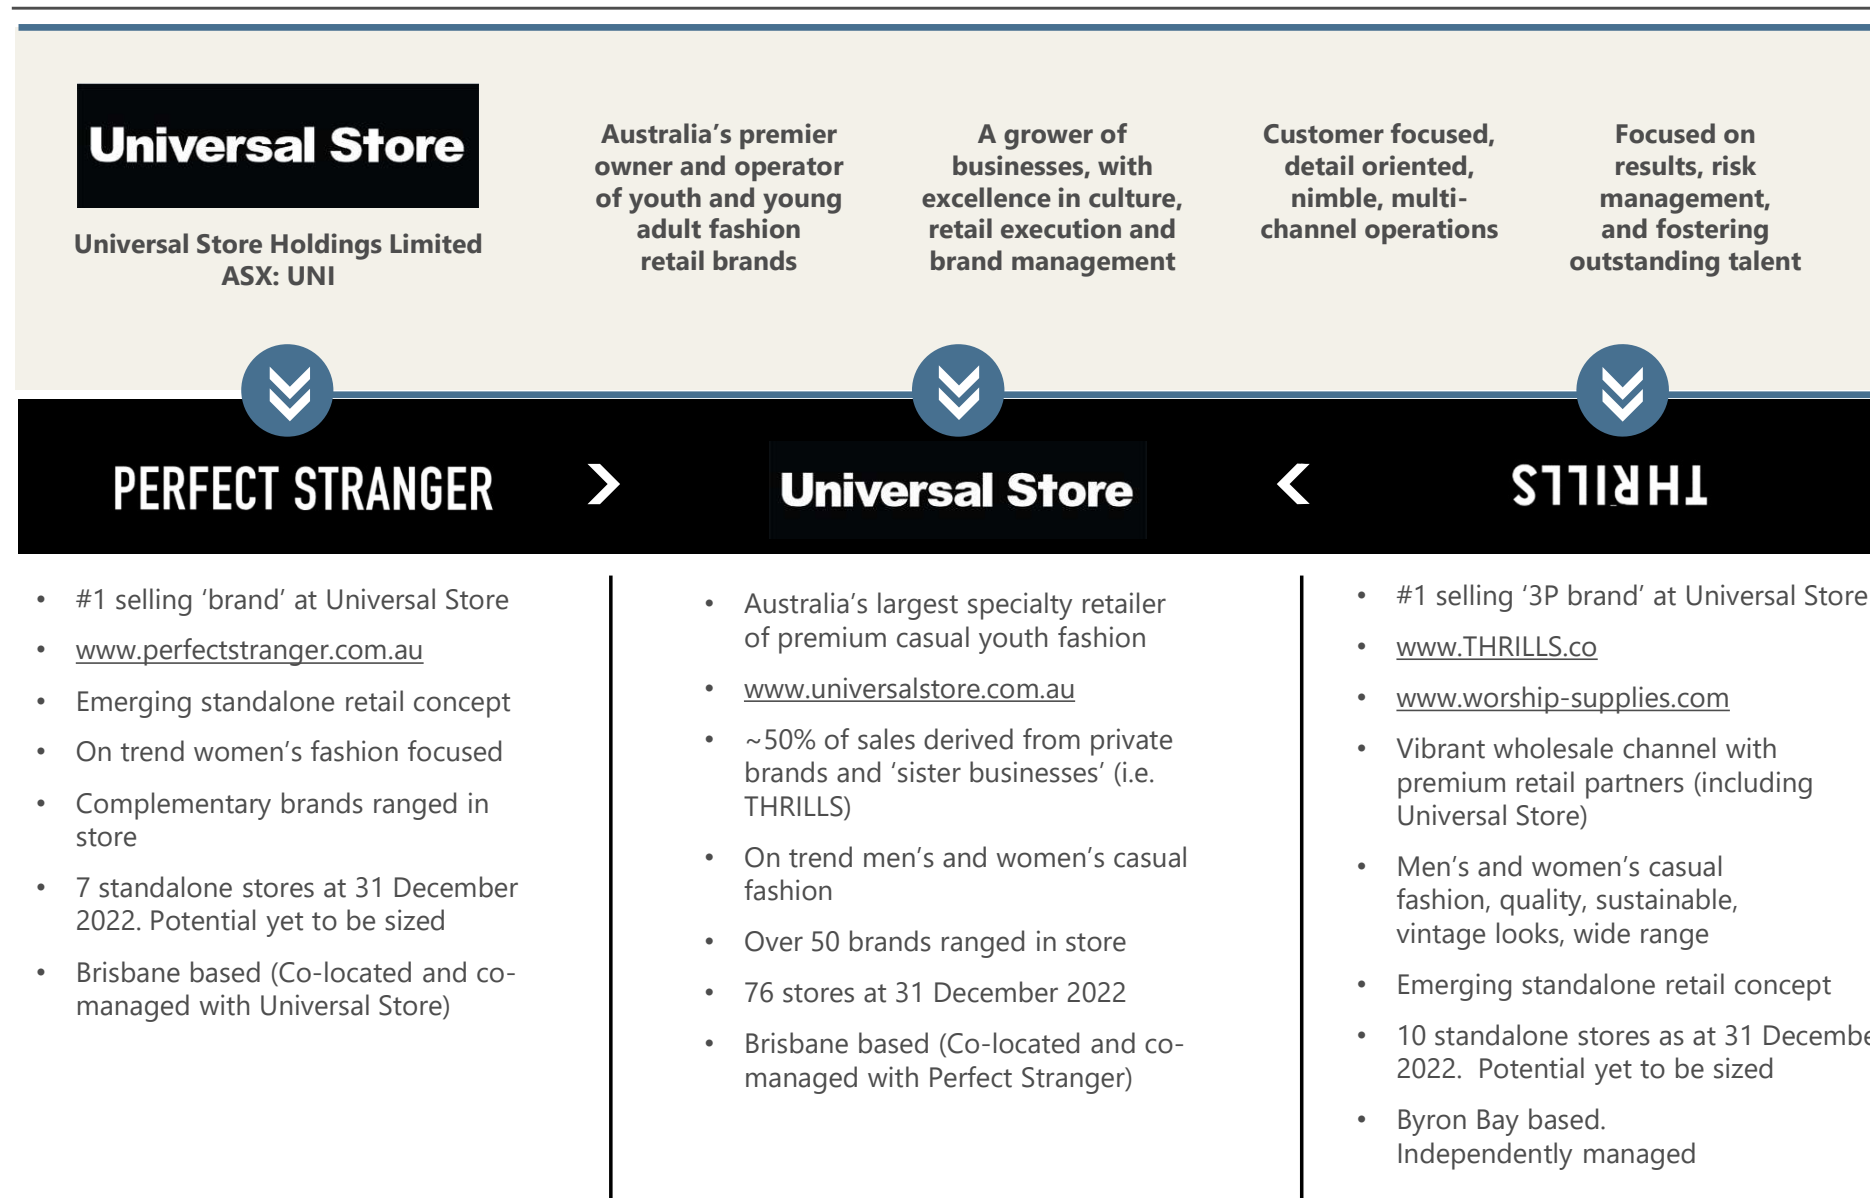 Universal Store
Universal Store Holdings Limited
ASX: UNI
Australia’s premier
owner and operator
of youth and young
adult fashion
retail brands
A grower of
businesses, with
excellence in culture,
retail execution and
brand management
Customer focused,
detail oriented,
nimble, multi-
channel operations
Focused on
results, risk
management,
and fostering
outstanding talent
PERFECT STRANGER
Universal Store
THRILLS
• #1 selling ‘brand’ at Universal Store
• www.perfectstranger.com.au
• Emerging standalone retail concept
• On trend women’s fashion focused
• Complementary brands ranged in
store
• 7 standalone stores at 31 December
2022. Potential yet to be sized
• Brisbane based (Co-located and co-
managed with Universal Store)
• Australia’s largest specialty retailer
of premium casual youth fashion
• www.universalstore.com.au
• ~50% of sales derived from private
brands and ‘sister businesses’ (i.e.
THRILLS)
• On trend men’s and women’s casual
fashion
• Over 50 brands ranged in store
• 76 stores at 31 December 2022
• Brisbane based (Co-located and co-
managed with Perfect Stranger)
• #1 selling ‘3P brand’ at Universal Store
• www.THRILLS.co
• www.worship-supplies.com
• Vibrant wholesale channel with
premium retail partners (including
Universal Store)
• Men’s and women’s casual
fashion, quality, sustainable,
vintage looks, wide range
• Emerging standalone retail concept
• 10 standalone stores as at 31 Decembe
2022. Potential yet to be sized
• Byron Bay based.
Independently managed